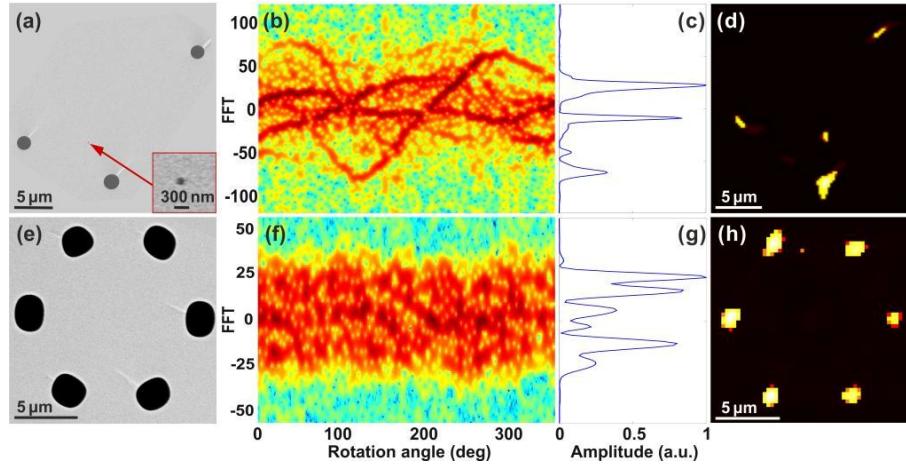 (a)
5 μm
300 nm
(b)
FFT
100
50
0
-50
-100
(c)
(d)
5 μm
(e)
5 μm
(f)
FFT
50
25
0
-25
-50
0 100 200 300
Rotation angle (deg)
(g)
0 0.5 1
Amplitude (a.u.)
(h)
5 μm